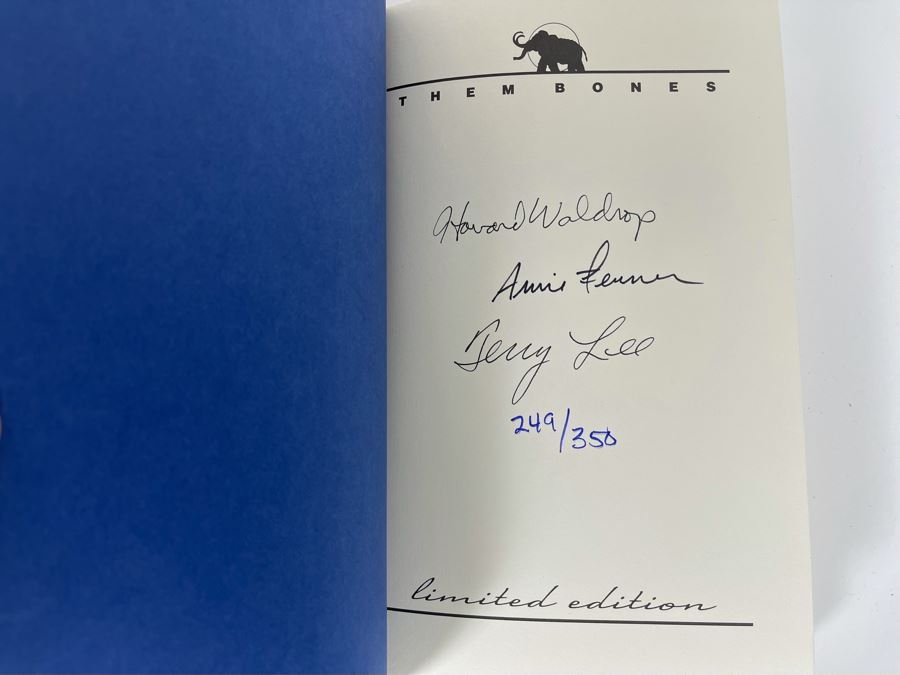 THEM BONES
Howard Waldrop
Arnie Fenner
Terry Lee
249/350
limited edition